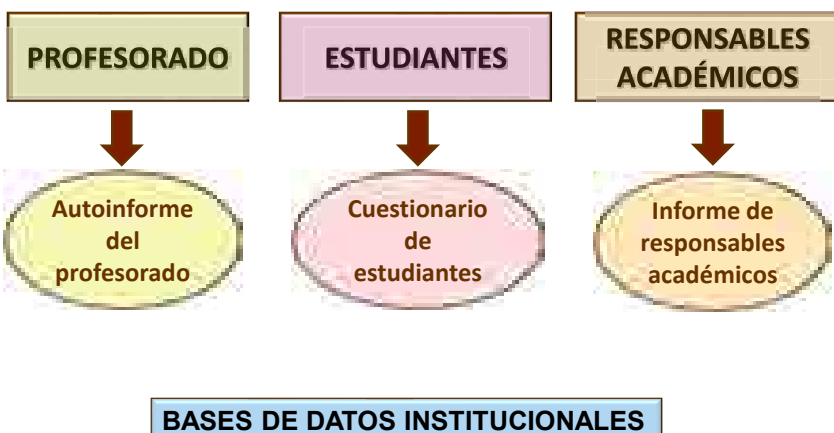 PROFESORADO
ESTUDIANTES
RESPONSABLES
ACADÉMICOS
Autoinforme
del
profesorado
Cuestionario
de
estudiantes
Informe de
responsables
académicos
BASES DE DATOS INSTITUCIONALES